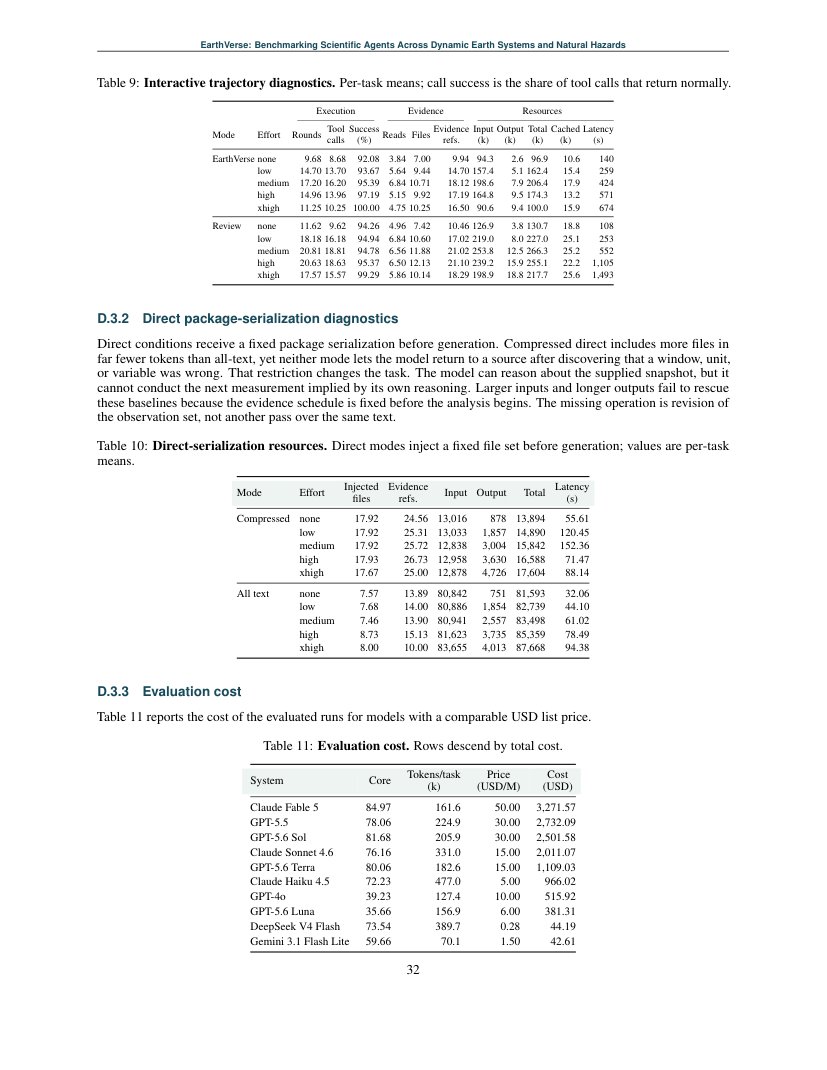 EarthVerse: Benchmarking Scientific Agents Across Dynamic Earth Systems and Natural Hazards
Table 9: Interactive trajectory diagnostics. Per-task means; call success is the share of tool calls that return normally.
Execution Evidence Resources
Mode Effort Rounds Tool calls Success (%) Reads Files Evidence refs. Input (k) Output (k) Total (k) Cached (k) Latency (s)
EarthVerse none 9.68 8.68 92.08 3.84 7.00 9.94 94.3 2.6 96.9 10.6 140
low 14.70 13.70 93.67 5.64 9.44 14.70 157.4 5.1 162.4 15.4 259
medium 17.20 16.20 95.39 6.84 10.71 18.12 198.6 7.9 206.4 17.9 424
high 14.96 13.96 97.19 5.15 9.92 17.19 164.8 9.5 174.3 13.2 571
xhigh 11.25 10.25 100.00 4.75 10.25 16.50 90.6 9.4 100.0 15.9 674
Review none 11.62 9.62 94.26 4.96 7.42 10.46 126.9 3.8 130.7 18.8 108
low 18.18 16.18 94.94 6.84 10.60 17.02 219.0 8.0 227.0 25.1 253
medium 20.81 18.81 94.78 6.56 11.88 21.02 253.8 12.5 266.3 25.2 552
high 20.63 18.63 95.37 6.50 12.13 21.10 239.2 15.9 255.1 22.2 1,105
xhigh 17.57 15.57 99.29 5.86 10.14 18.29 198.9 18.8 217.7 25.6 1,493
D.3.2 Direct package-serialization diagnostics
Direct conditions receive a fixed package serialization before generation. Compressed direct includes more files in
far fewer tokens than all-text, yet neither mode lets the model return to a source after discovering that a window, unit,
or variable was wrong. That restriction changes the task. The model can reason about the supplied snapshot, but it
cannot conduct the next measurement implied by its own reasoning. Larger inputs and longer outputs fail to rescue
these baselines because the evidence schedule is fixed before the analysis begins. The missing operation is revision of
the observation set, not another pass over the same text.
Table 10: Direct-serialization resources. Direct modes inject a fixed file set before generation; values are per-task
means.
Mode Effort Injected files Evidence refs. Input Output Total Latency (s)
Compressed none 17.92 24.56 13,016 878 13,894 55.61
low 17.92 25.31 13,033 1,857 14,890 120.45
medium 17.92 25.72 12,838 3,004 15,842 152.36
high 17.93 26.73 12,958 3,630 16,588 71.47
xhigh 17.67 25.00 12,878 4,726 17,604 88.14
All text none 7.57 13.89 80,842 751 81,593 32.06
low 7.68 14.00 80,886 1,854 82,739 44.10
medium 7.46 13.90 80,941 2,557 83,498 61.02
high 8.73 15.13 81,623 3,735 85,359 78.49
xhigh 8.00 10.00 83,655 4,013 87,668 94.38
D.3.3 Evaluation cost
Table 11 reports the cost of the evaluated runs for models with a comparable USD list price.
Table 11: Evaluation cost. Rows descend by total cost.
System Core Tokens/task (k) Price (USD/M) Cost (USD)
Claude Fable 5 84.97 161.6 50.00 3,271.57
GPT-5.5 78.06 224.9 30.00 2,732.09
GPT-5.6 Sol 81.68 205.9 30.00 2,501.58
Claude Sonnet 4.6 76.16 331.0 15.00 2,011.07
GPT-5.6 Terra 80.06 182.6 15.00 1,109.03
Claude Haiku 4.5 72.23 477.0 5.00 966.02
GPT-4o 39.23 127.4 10.00 515.92
GPT-5.6 Luna 35.66 156.9 6.00 381.31
DeepSeek V4 Flash 73.54 389.7 0.28 44.19
Gemini 3.1 Flash Lite 59.66 70.1 1.50 42.61
32